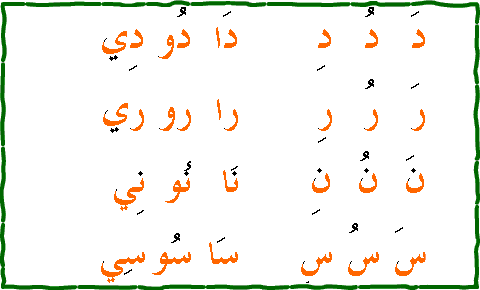 دَ دُ دِ دَا دُو دِي
رَ رُ رِ را رو ري
نَ نُ نِ نَا نُو نِي
سَ سُ سِ سَا سُو سِي